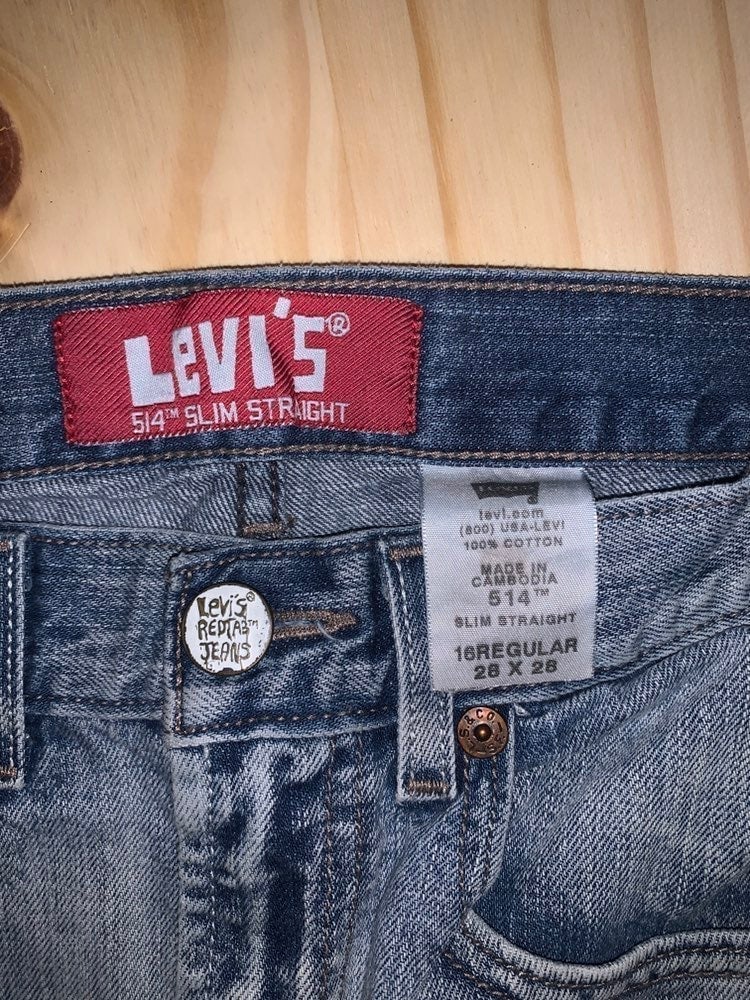 LEVI'S®
514™ SLIM STRAIGHT
levi.com
(800) USA-LEVI
100% COTTON
MADE IN
CAMBODIA
514™
SLIM STRAIGHT
16REGULAR
28 X 28
Levi's®
REDTAB™
JEANS
S&CO